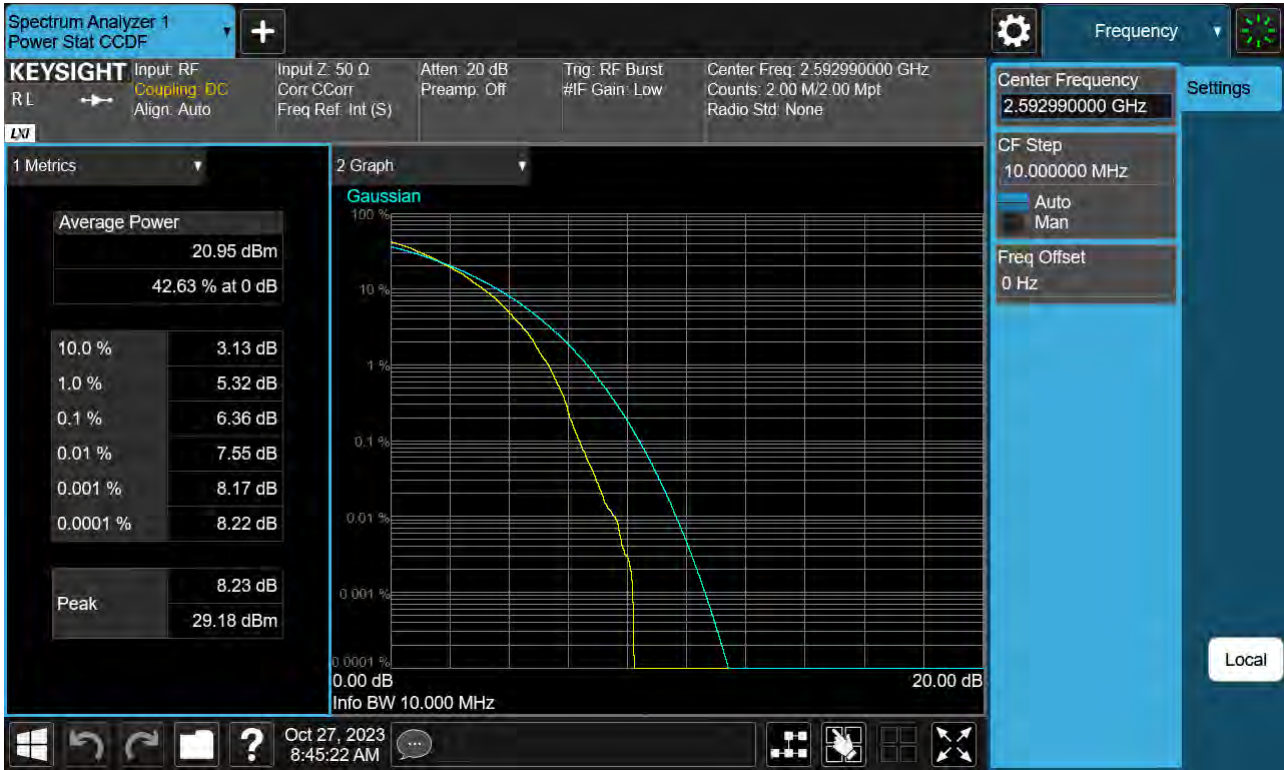 Spectrum Analyzer 1
Power Stat CCDF
Frequency
KEYSIGHT
RL
LXI
Input: RF
Coupling: DC
Align: Auto
Input Z: 50 Ω
Corr CCorr
Freq Ref: Int (S)
Atten: 20 dB
Preamp: Off
Trig: RF Burst
#IF Gain: Low
Center Freq: 2.592990000 GHz
Counts: 2.00 M/2.00 Mpt
Radio Std: None
Center Frequency
2.592990000 GHz
Settings
CF Step
10.000000 MHz
Auto
Man
Freq Offset
0 Hz
Local
1 Metrics
Average Power
20.95 dBm
42.63 % at 0 dB
10.0 % 3.13 dB
1.0 % 5.32 dB
0.1 % 6.36 dB
0.01 % 7.55 dB
0.001 % 8.17 dB
0.0001 % 8.22 dB
Peak
8.23 dB
29.18 dBm
2 Graph
Gaussian
100 %
10 %
1 %
0.1 %
0.01 %
0.001 %
0.0001 %
0.00 dB 20.00 dB
Info BW 10.000 MHz
?
Oct 27, 2023
8:45:22 AM